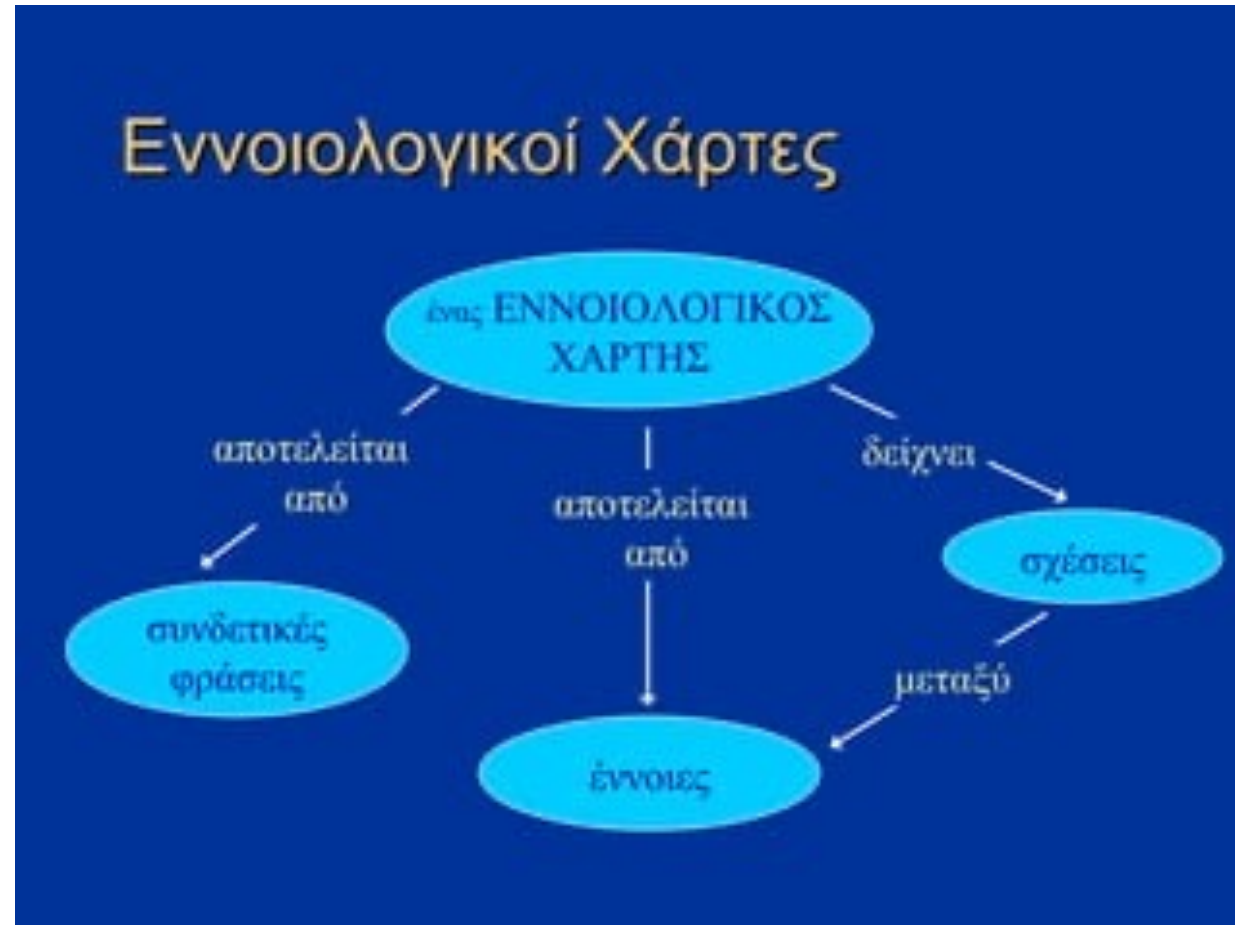 Εννοιολογικοί Χάρτες
ένας ΕΝΝΟΙΟΛΟΓΙΚΟΣ
ΧΑΡΤΗΣ
αποτελείται
από
αποτελείται
από
δείχνει
σχέσεις
συνδετικές
φράσεις
μεταξύ
έννοιες